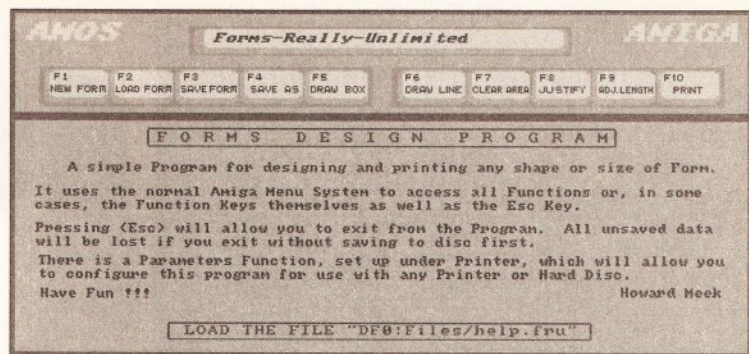 AMOS
Forms-Really-Unlimited
AMIGA
F1 F2 F3 F4 F5 F6 F7 F8 F9 F10
NEW FORM LOAD FORM SAVE FORM SAVE AS DRAW BOX DRAW LINE CLEAR AREA JUSTIFY ADJ.LENGTH PRINT
FORMS DESIGN PROGRAM
A simple Program for designing and printing any shape or size of Form.
It uses the normal Amiga Menu System to access all Functions or, in some
cases, the Function Keys themselves as well as the Esc Key.
Pressing <Esc> will allow you to exit from the Program. All unsaved data
will be lost if you exit without saving to disc first.
There is a Parameters Function, set up under Printer, which will allow you
to configure this program for use with any Printer or Hard Disc.
Have Fun !!! Howard Meek
LOAD THE FILE "DF0:Files/help.fru"